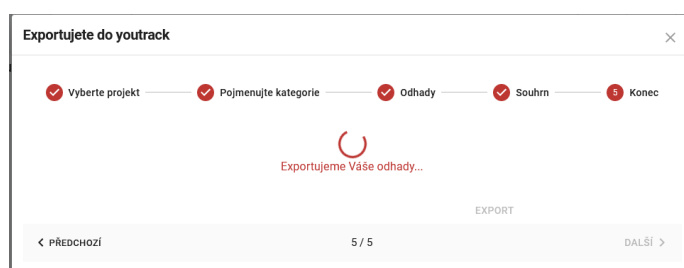 Exportujete do youtrack
Vyberte projekt Pojmenujte kategorie Odhady Souhrn 5 Konec
Exportujeme Váše odhady...
EXPORT
PŘEDCHOZÍ 5 / 5 DALŠÍ